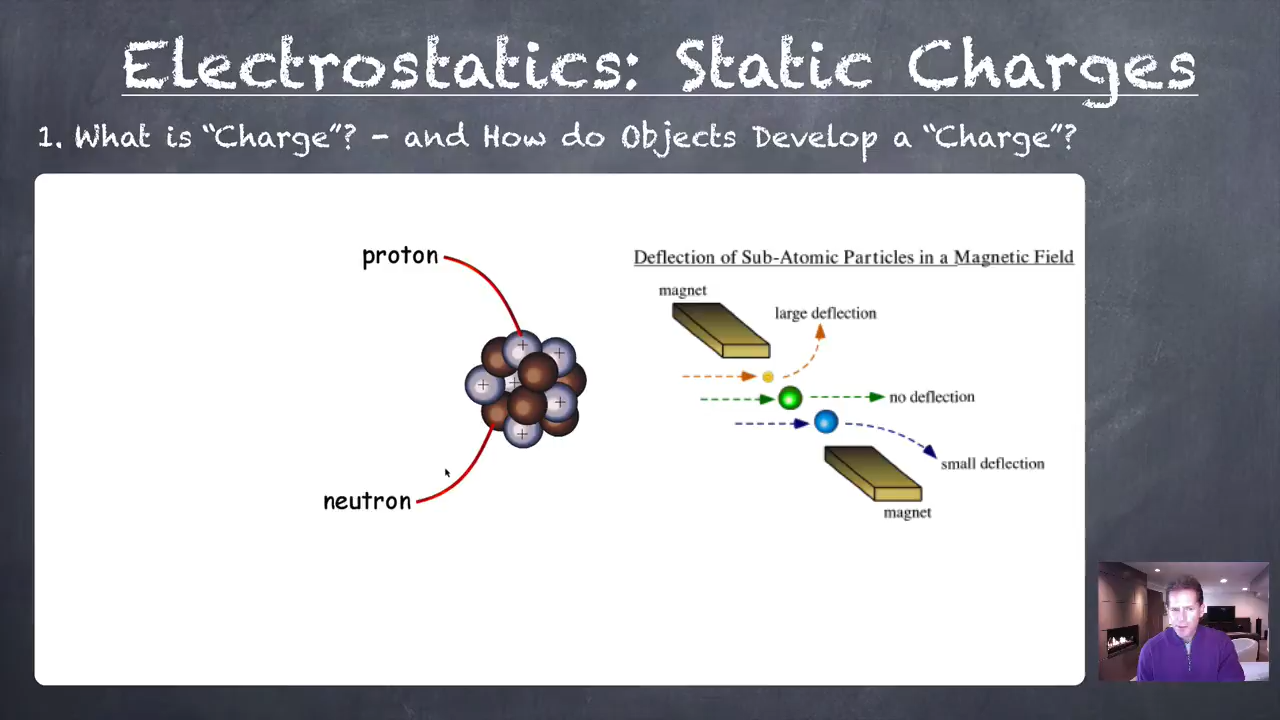 Electrostatics: Static Charges
1. What is “Charge”? - and How do Objects Develop a “Charge”?
proton
neutron
+
+
+
+
+
+
Deflection of Sub-Atomic Particles in a Magnetic Field
magnet
large deflection
no deflection
small deflection
magnet